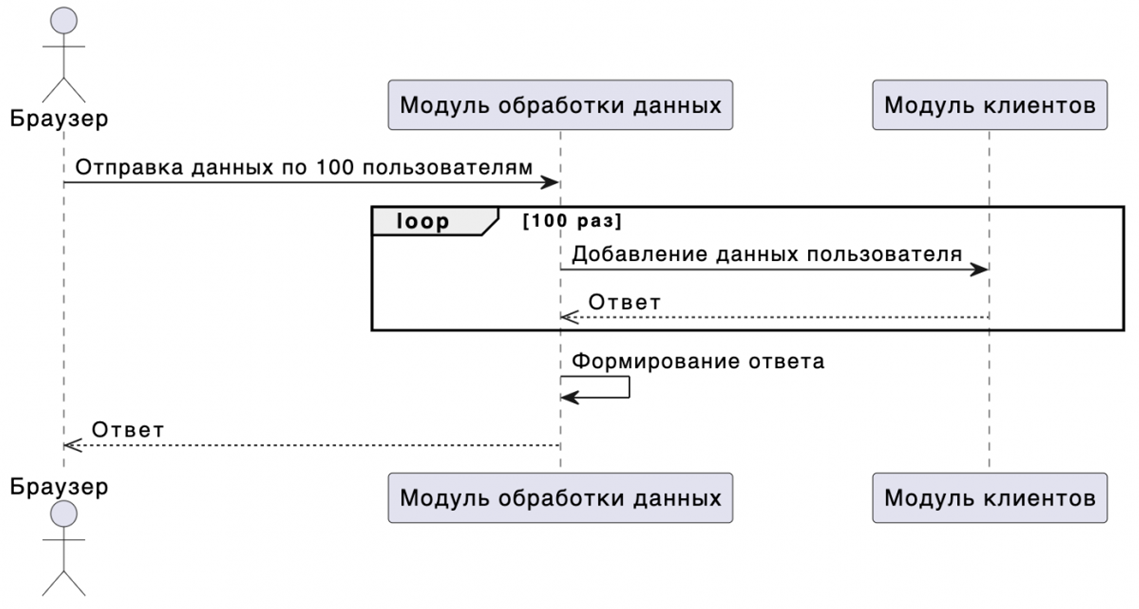 Браузер
Модуль обработки данных
Модуль клиентов
Отправка данных по 100 пользователям
loop
[100 раз]
Добавление данных пользователя
Ответ
Формирование ответа
Ответ
Браузер
Модуль обработки данных
Модуль клиентов